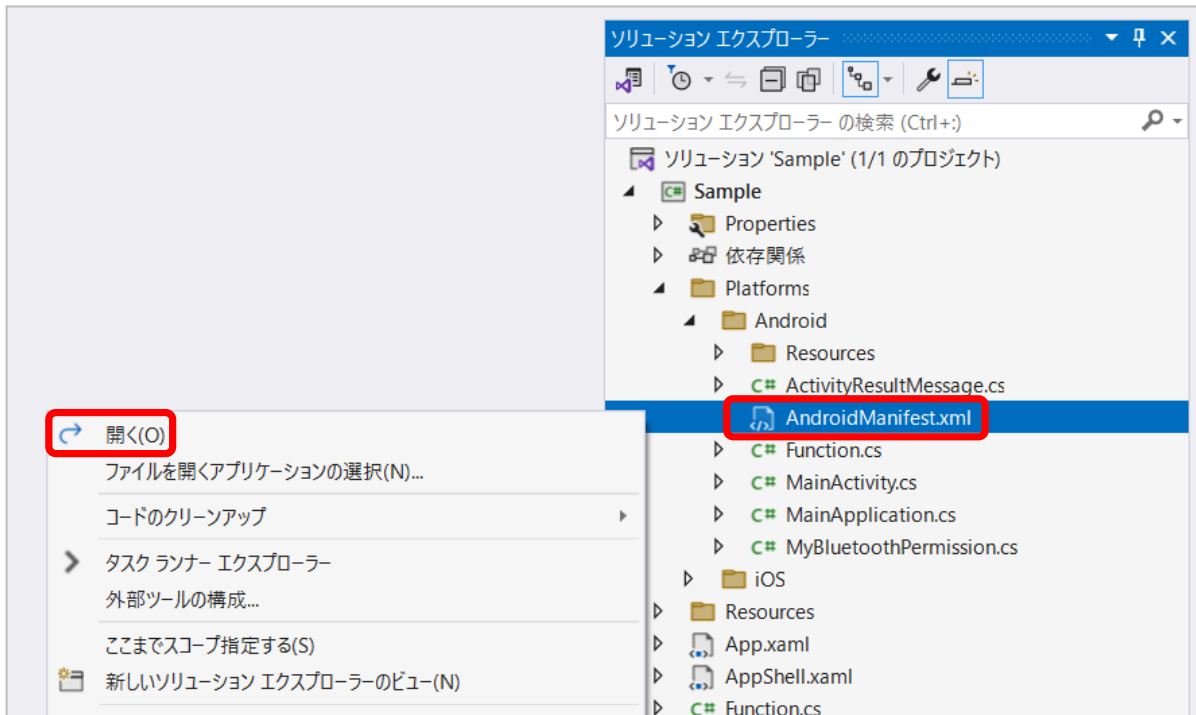 ソリューション エクスプローラー
ソリューション エクスプローラー の検索 (Ctrl+:)
ソリューション 'Sample' (1/1 のプロジェクト)
C# Sample
Properties
依存関係
Platforms
Android
Resources
C# ActivityResultMessage.cs
AndroidManifest.xml
C# Function.cs
C# MainActivity.cs
C# MainApplication.cs
C# MyBluetoothPermission.cs
iOS
Resources
App.xaml
AppShell.xaml
C# Function.cs
開く(O)
ファイルを開くアプリケーションの選択(N)...
コードのクリーンアップ
タスク ランナー エクスプローラー
外部ツールの構成...
ここまでスコープ指定する(S)
新しいソリューション エクスプローラーのビュー(N)